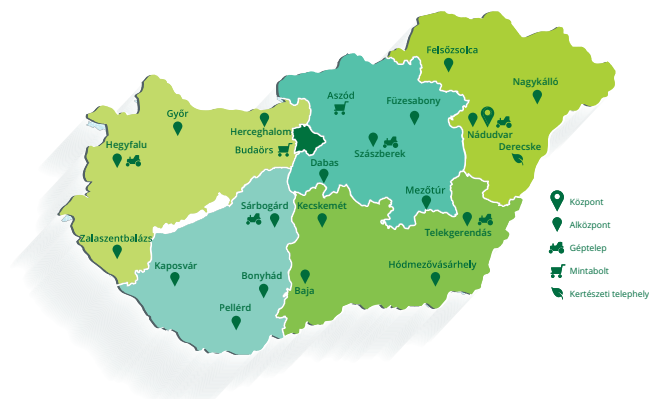 Felsőzsolca
Nagykálló
Aszód
Füzesabony
Győr
Herceghalom
Nádudvar
Hegyfalu
Budaörs
Szászberek
Derecske
Dabas
Mezőtúr
Sárbogárd
Kecskemét
Telekgerendás
Zalaszentbalázs
Kaposvár
Bonyhád
Baja
Hódmezővásárhely
Pellérd
Központ
Alközpont
Géptelep
Mintabolt
Kertészeti telephely